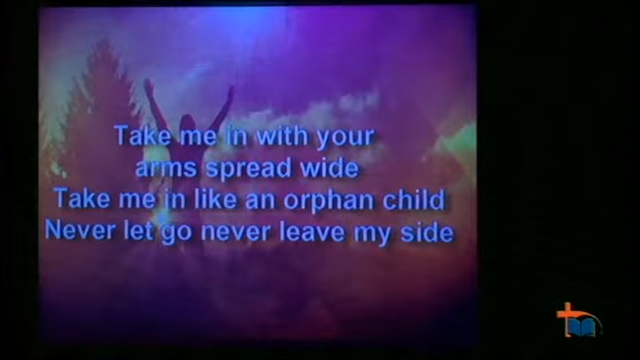 Take me in with your
arms spread wide
Take me in like an orphan child
Never let go never leave my side